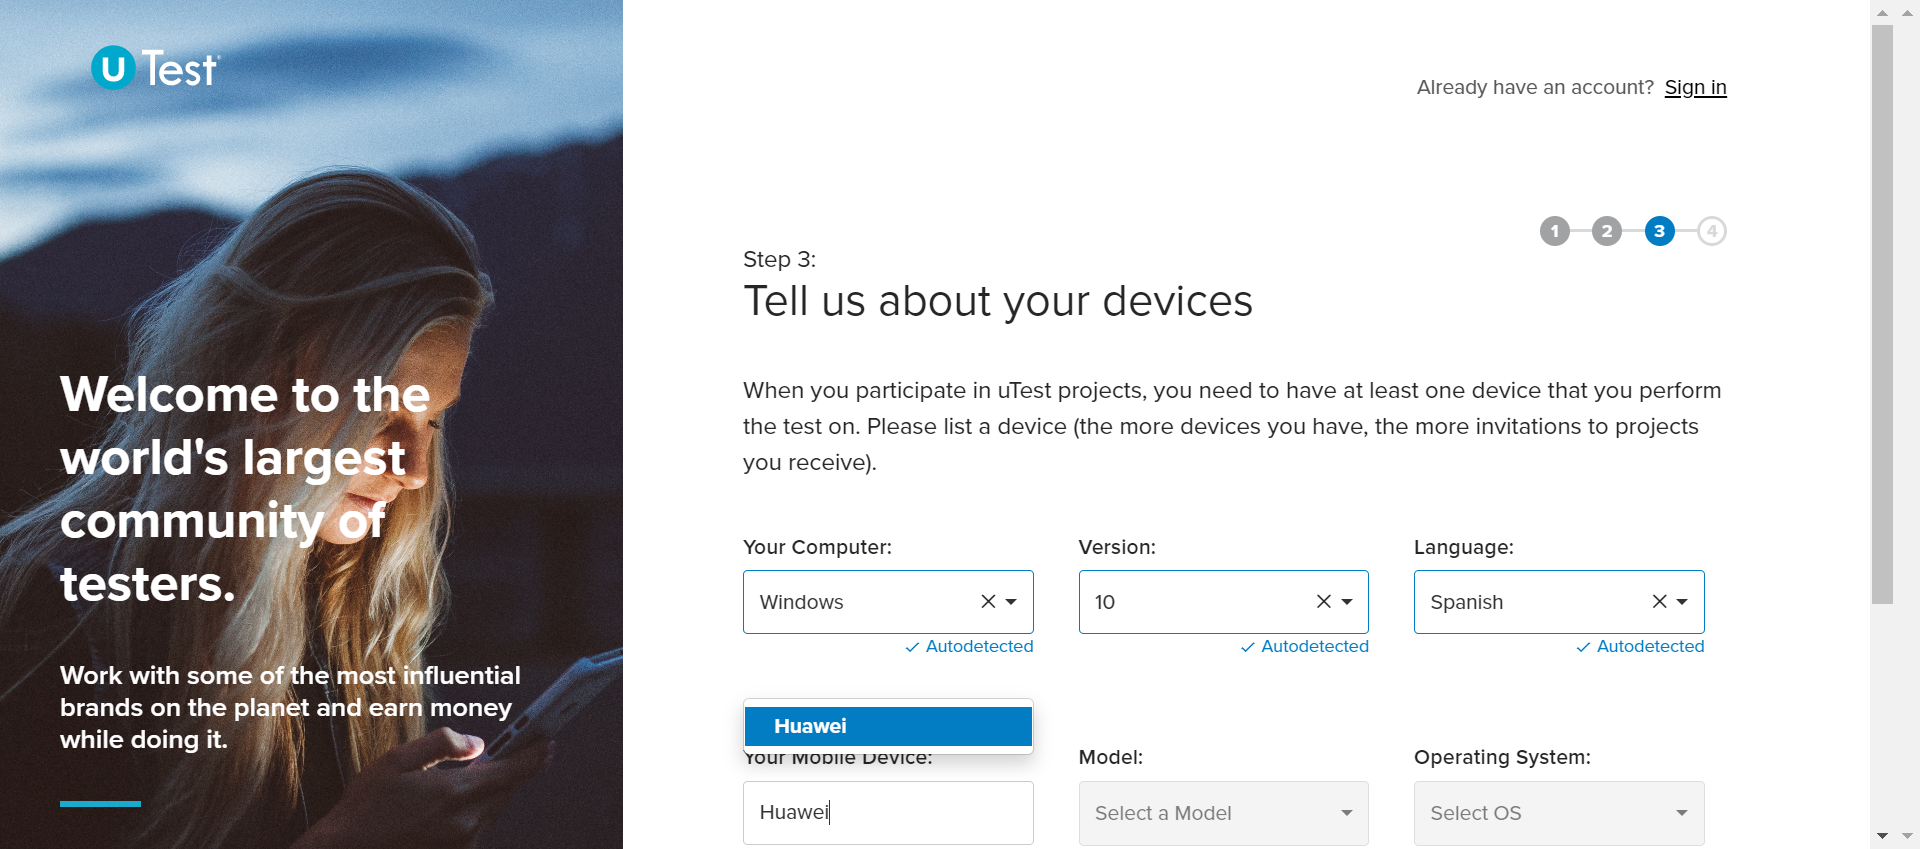 uTest
Welcome to the
world's largest
community of
testers.
Work with some of the most influential
brands on the planet and earn money
while doing it.
Already have an account? Sign in
1 2 3 4
Step 3:
Tell us about your devices
When you participate in uTest projects, you need to have at least one device that you perform
the test on. Please list a device (the more devices you have, the more invitations to projects
you receive).
Your Computer: Version: Language:
Windows 10 Spanish
Autodetected Autodetected Autodetected
Huawei
Your Mobile Device: Model: Operating System:
Huawei Select a Model Select OS